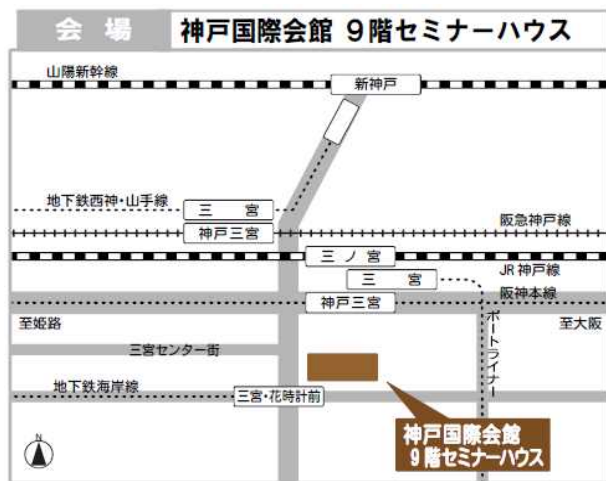 会 場
神戸国際会館 9階セミナーハウス
山陽新幹線
新神戸
地下鉄西神・山手線
三 宮
阪急神戸線
神戸三宮
三ノ宮
JR神戸線
三 宮
阪神本線
神戸三宮
至姫路
至大阪
ポートライナー
三宮センター街
地下鉄海岸線
三宮・花時計前
神戸国際会館
9階セミナーハウス
N